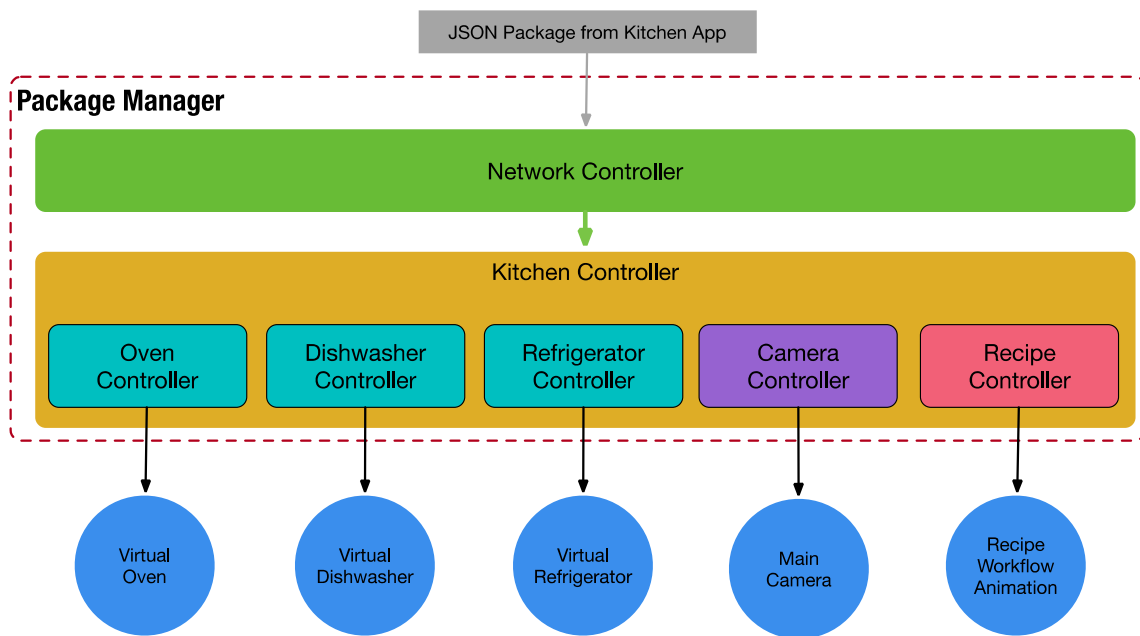 JSON Package from Kitchen App
Package Manager
Network Controller
Kitchen Controller
Oven
Controller
Dishwasher
Controller
Refrigerator
Controller
Camera
Controller
Recipe
Controller
Virtual
Oven
Virtual
Dishwasher
Virtual
Refrigerator
Main
Camera
Recipe
Workflow
Animation